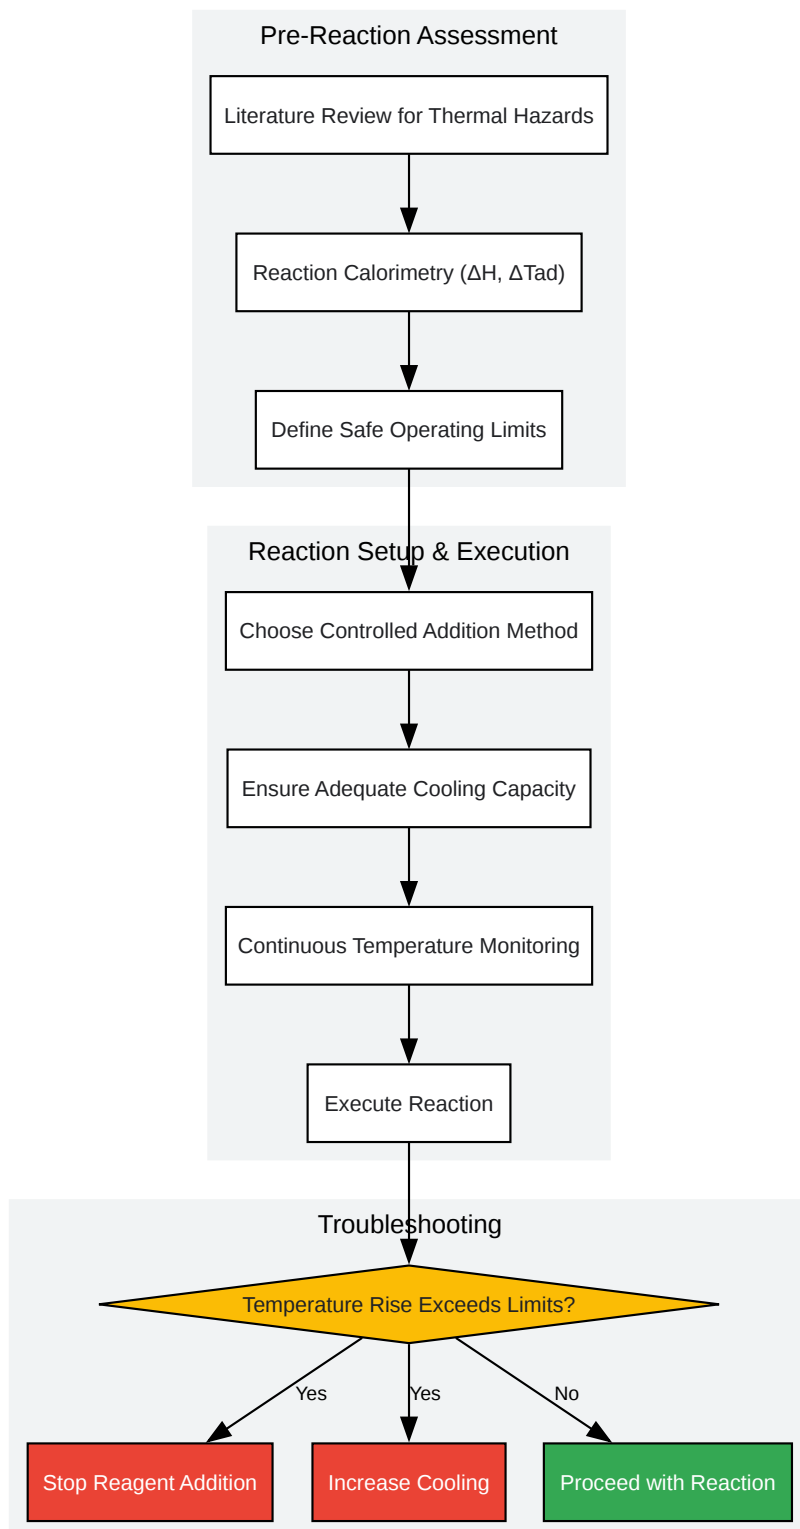 Pre-Reaction Assessment
Literature Review for Thermal Hazards
Reaction Calorimetry (ΔH, ΔTad)
Define Safe Operating Limits
Reaction Setup & Execution
Choose Controlled Addition Method
Ensure Adequate Cooling Capacity
Continuous Temperature Monitoring
Execute Reaction
Troubleshooting
Temperature Rise Exceeds Limits?
Yes
Yes
No
Stop Reagent Addition
Increase Cooling
Proceed with Reaction